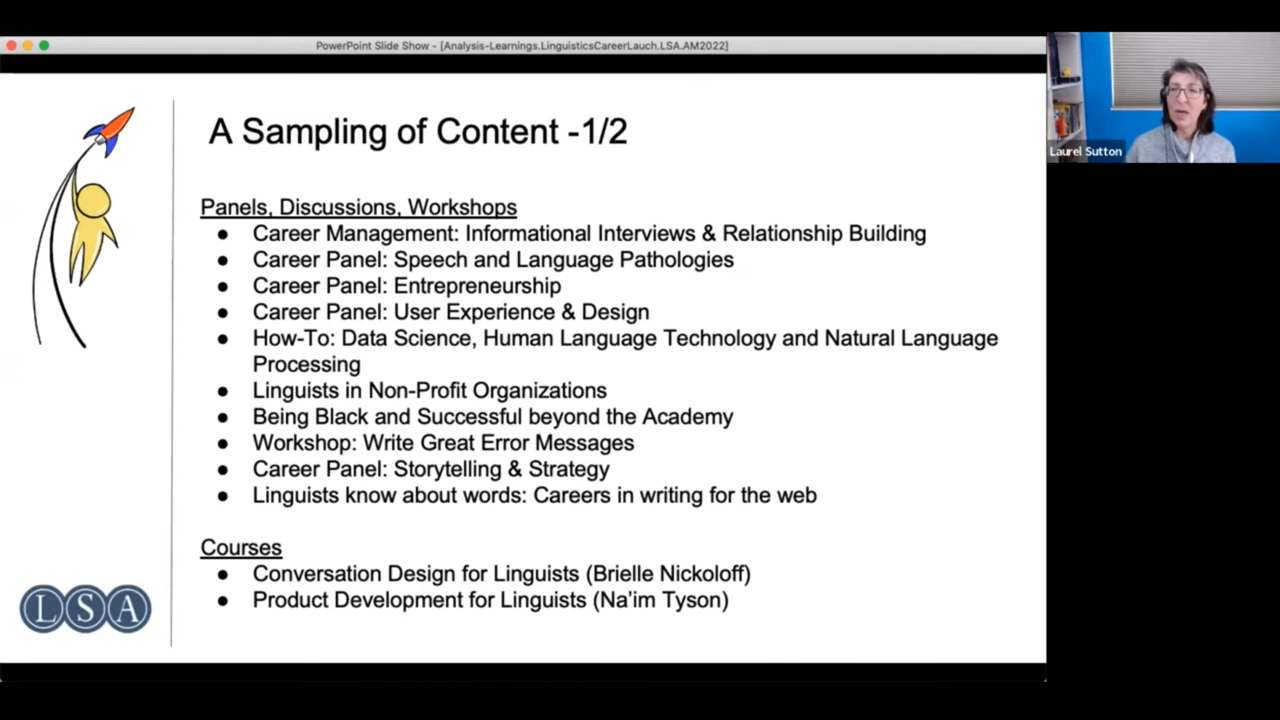 PowerPoint Slide Show - [Analysis-Learnings.LinguisticsCareerLauch.LSA.AM2022]
A Sampling of Content -1/2
Panels, Discussions, Workshops
● Career Management: Informational Interviews & Relationship Building
● Career Panel: Speech and Language Pathologies
● Career Panel: Entrepreneurship
● Career Panel: User Experience & Design
● How-To: Data Science, Human Language Technology and Natural Language
Processing
● Linguists in Non-Profit Organizations
● Being Black and Successful beyond the Academy
● Workshop: Write Great Error Messages
● Career Panel: Storytelling & Strategy
● Linguists know about words: Careers in writing for the web
Courses
● Conversation Design for Linguists (Brielle Nickoloff)
● Product Development for Linguists (Na'im Tyson)
LSA
Laurel Sutton